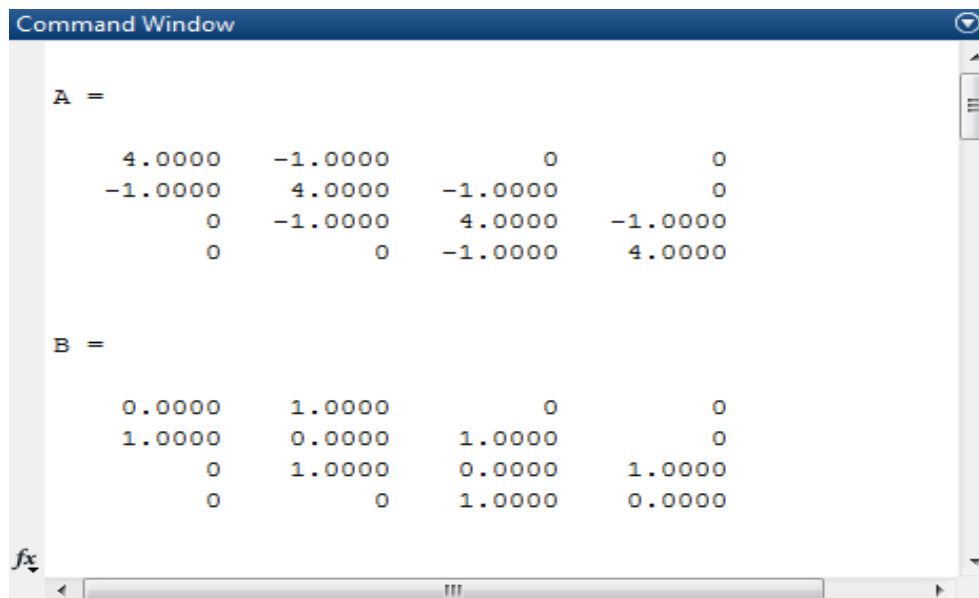 Command Window
A =
4.0000 -1.0000 0 0
-1.0000 4.0000 -1.0000 0
0 -1.0000 4.0000 -1.0000
0 0 -1.0000 4.0000
B =
0.0000 1.0000 0 0
1.0000 0.0000 1.0000 0
0 1.0000 0.0000 1.0000
0 0 1.0000 0.0000
fx